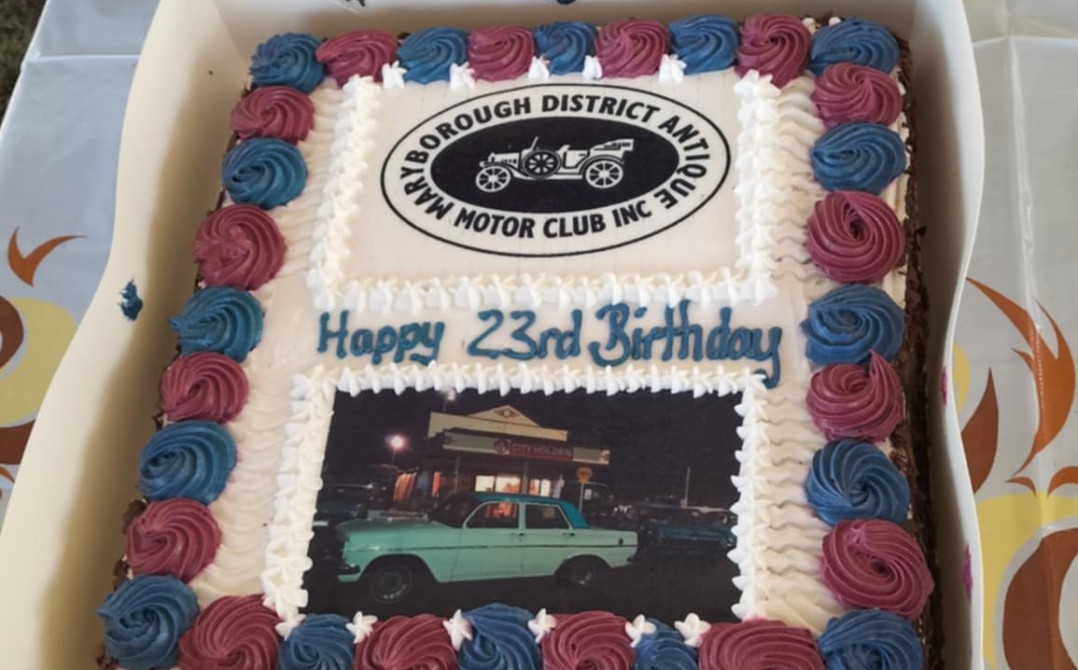 MARYBOROUGH DISTRICT ANTIQUE
MOTOR CLUB INC
Happy 23rd Birthday
CITY HOLDEN